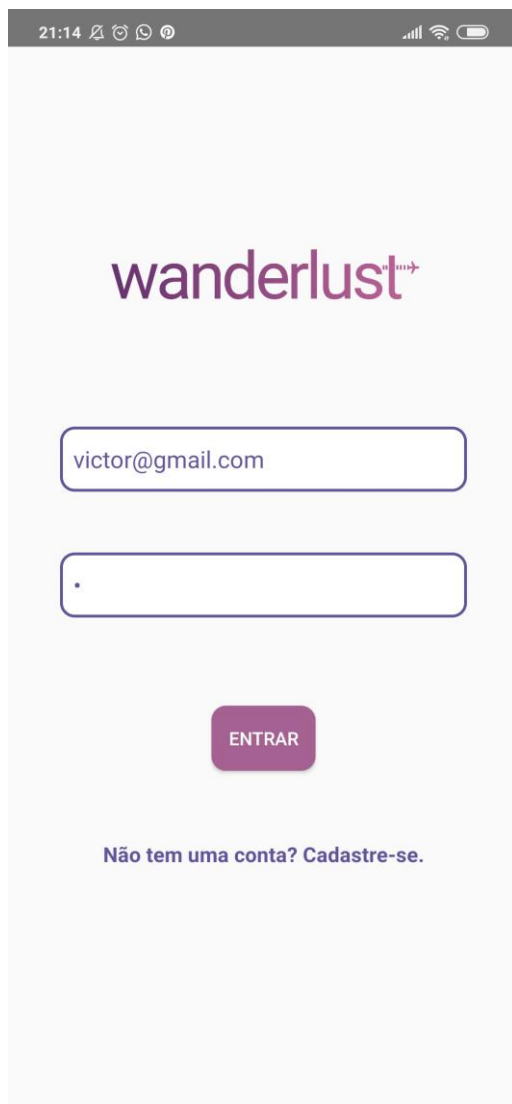 21:14
wanderlust
victor@gmail.com
•
ENTRAR
Não tem uma conta? Cadastre-se.